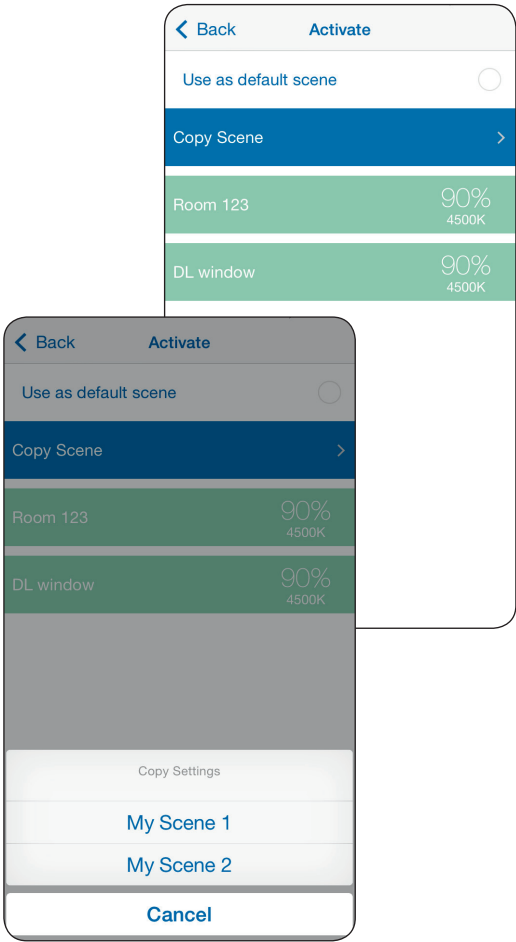 Back Activate
Use as default scene
Copy Scene
Room 123 90%
4500K
DL window 90%
4500K
Back Activate
Use as default scene
Copy Scene
Room 123 90%
4500K
DL window 90%
4500K
Copy Settings
My Scene 1
My Scene 2
Cancel